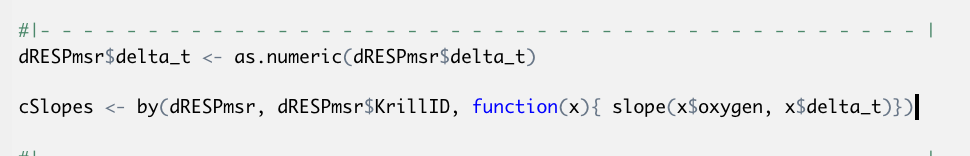 #|- - - - - - - - - - - - - - - - - - - - - - - - - - - - - - - - - - - - - - - |
dRESPmsr$delta_t <- as.numeric(dRESPmsr$delta_t)
cSlopes <- by(dRESPmsr, dRESPmsr$KrillID, function(x){ slope(x$oxygen, x$delta_t)})